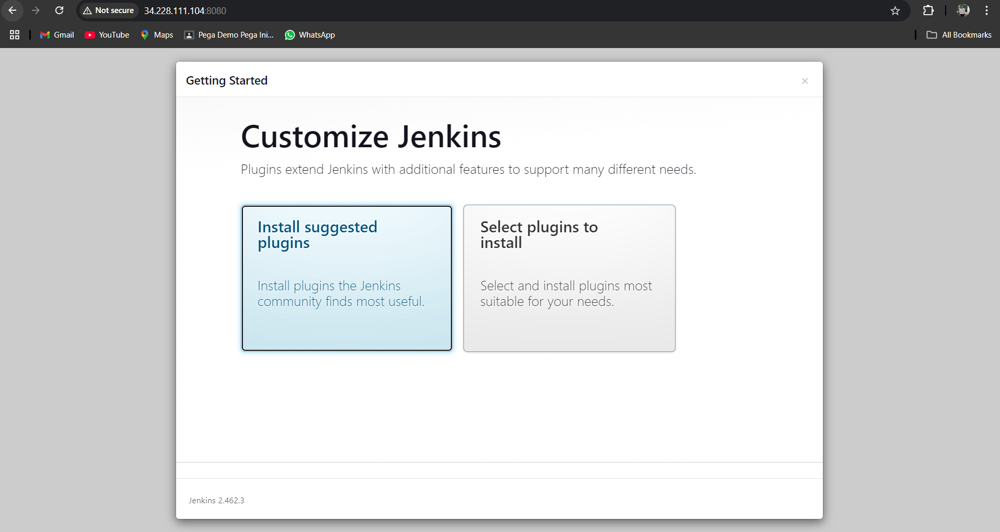 Not secure 34.228.111.104:8080
Gmail YouTube Maps Pega Demo Pega Ini... WhatsApp All Bookmarks
Getting Started ×
Customize Jenkins
Plugins extend Jenkins with additional features to support many different needs.
Install suggested
plugins
Install plugins the Jenkins
community finds most useful.
Select plugins to
install
Select and install plugins most
suitable for your needs.
Jenkins 2.462.3